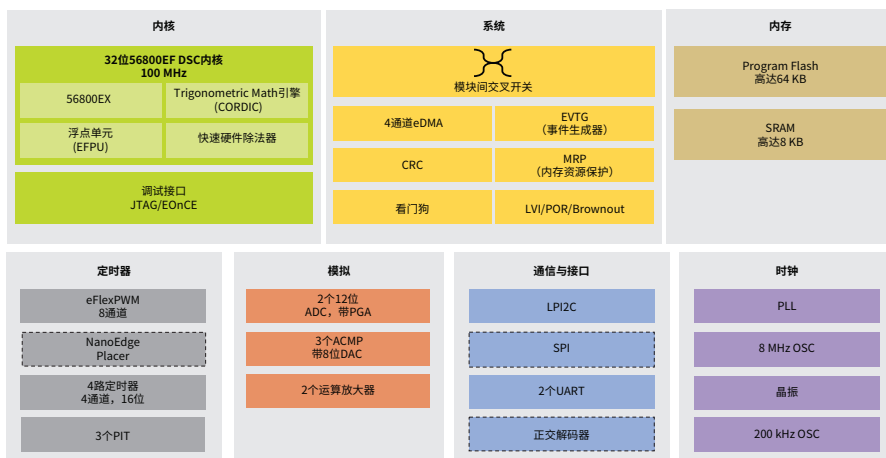 内核
32位56800EF DSC内核
100 MHz
56800EX
Trigonometric Math引擎
(CORDIC)
浮点单元
(EFPU)
快速硬件除法器
调试接口
JTAG/EOnCE
系统
模块间交叉开关
4通道eDMA
EVTG
（事件生成器）
CRC
MRP
（内存资源保护）
看门狗
LVI/POR/Brownout
内存
Program Flash
高达64 KB
SRAM
高达8 KB
定时器
eFlexPWM
8通道
NanoEdge
Placer
4路定时器
4通道，16位
3个PIT
模拟
2个12位
ADC，带PGA
3个ACMP
带8位DAC
2个运算放大器
通信与接口
LPI2C
SPI
2个UART
正交解码器
时钟
PLL
8 MHz OSC
晶振
200 kHz OSC